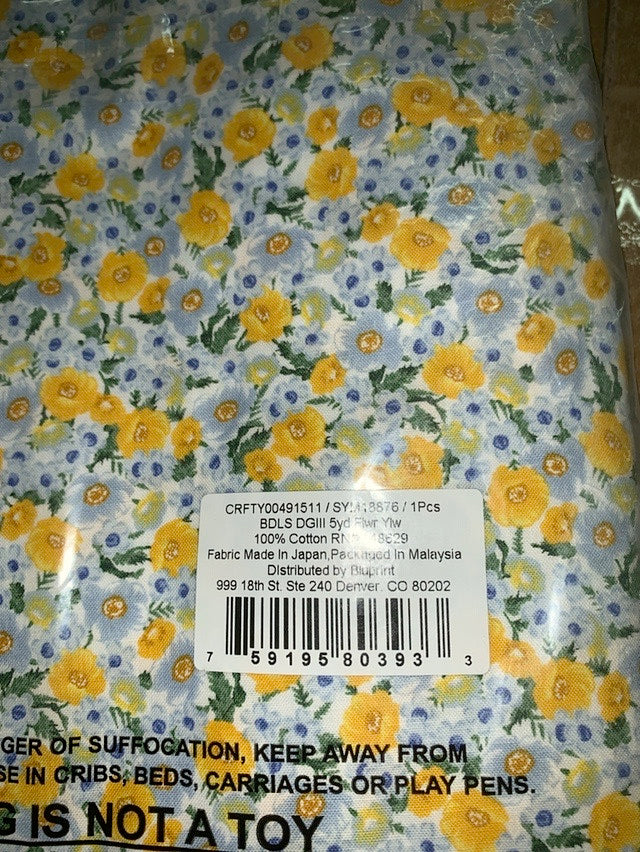 CRFTY00491511 / 1Pcs
BDLS DGIII 5yd Flwr Ylw
100% Cotton
Fabric Made In Japan,Packaged In Malaysia
Distributed by Bluprint
999 18th St. Ste 240 Denver. CO 80202
7 59195 80393 3
GER OF SUFFOCATION, KEEP AWAY FROM
SE IN CRIBS, BEDS, CARRIAGES OR PLAY PENS.
G IS NOT A TOY